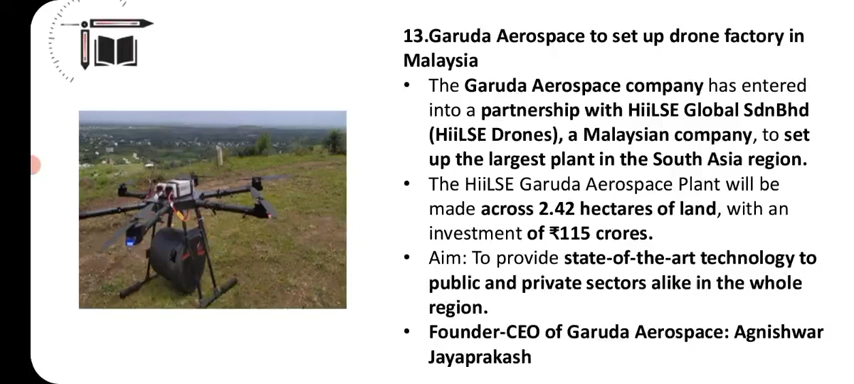 13.Garuda Aerospace to set up drone factory in
Malaysia
• The Garuda Aerospace company has entered
into a partnership with HiiLSE Global SdnBhd
(HiiLSE Drones), a Malaysian company, to set
up the largest plant in the South Asia region.
• The HiiLSE Garuda Aerospace Plant will be
made across 2.42 hectares of land, with an
investment of ₹115 crores.
• Aim: To provide state-of-the-art technology to
public and private sectors alike in the whole
region.
• Founder-CEO of Garuda Aerospace: Agnishwar
Jayaprakash